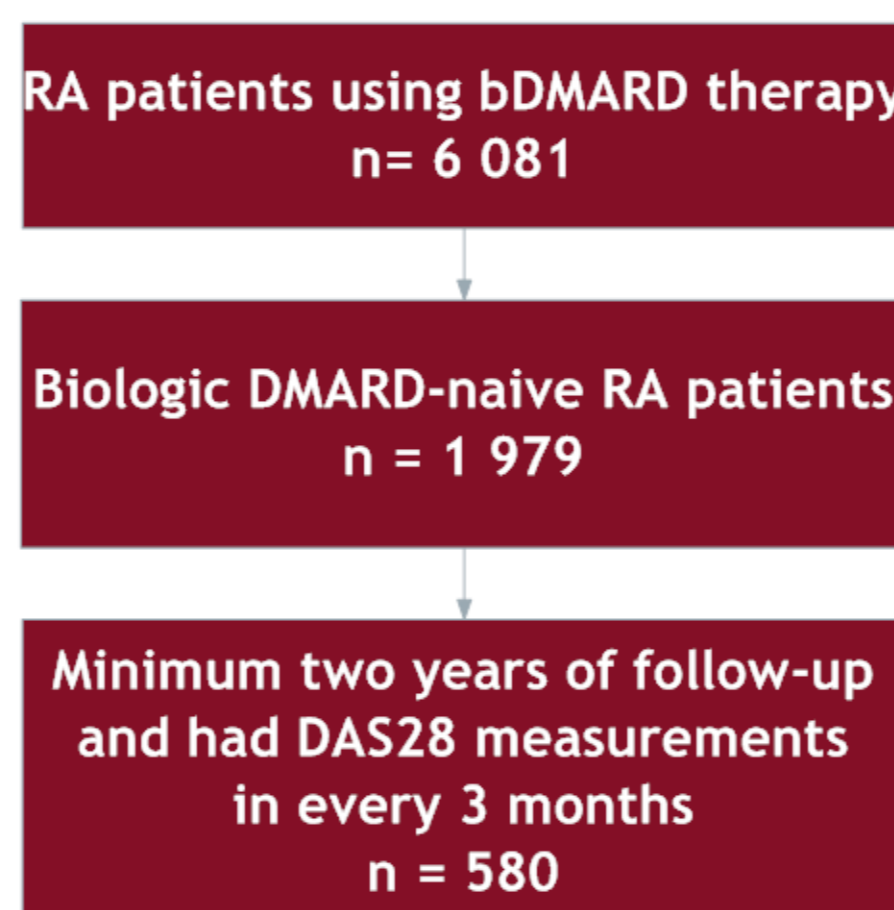 RA patients using bDMARD therapy
n= 6 081
Biologic DMARD-naive RA patients
n = 1 979
Minimum two years of follow-up
and had DAS28 measurements
in every 3 months
n = 580